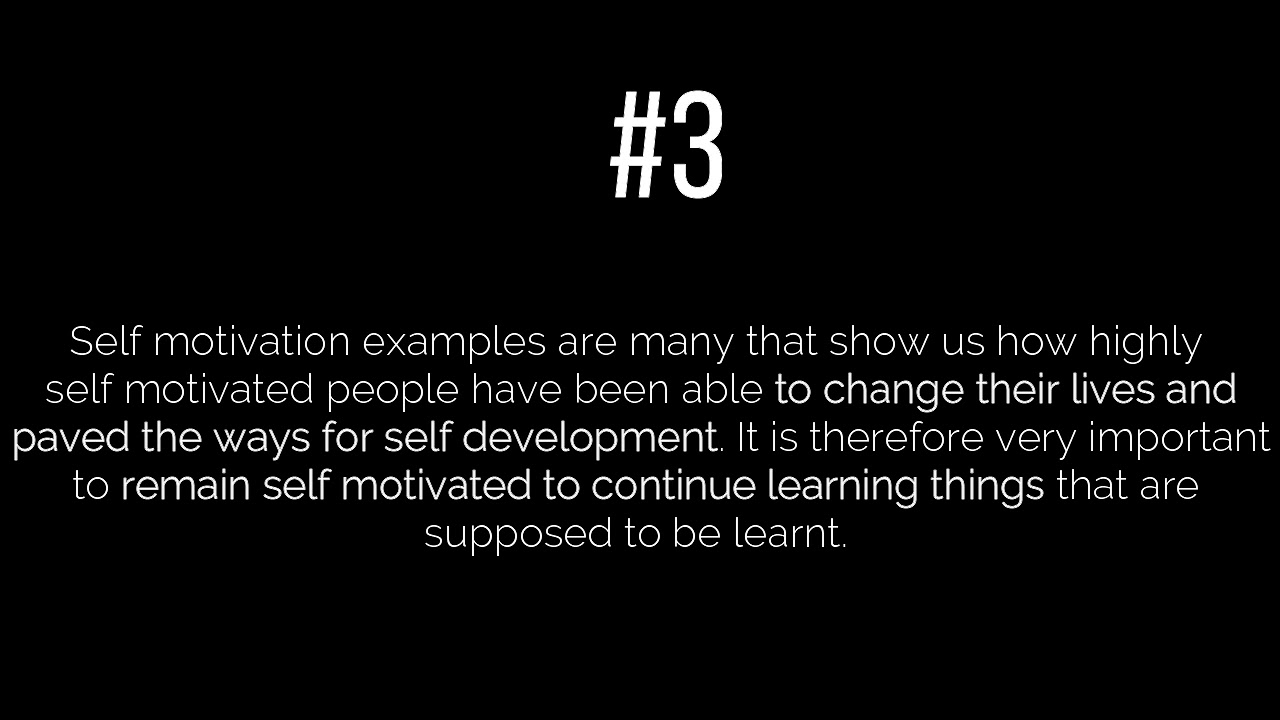 #3
Self motivation examples are many that show us how highly
self motivated people have been able to change their lives and
paved the ways for self development. It is therefore very important
to remain self motivated to continue learning things that are
supposed to be learnt.